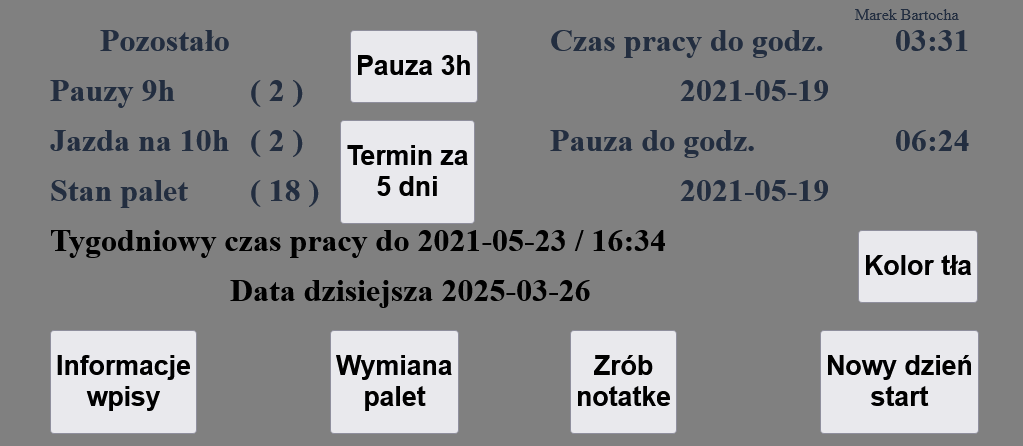 Marek Bartocha
Pozostało
Czas pracy do godz. 03:31
Pauza 3h
Pauzy 9h ( 2 )
2021-05-19
Jazda na 10h ( 2 )
Pauza do godz. 06:24
Termin za
5 dni
Stan palet ( 18 )
2021-05-19
Tygodniowy czas pracy do 2021-05-23 / 16:34
Kolor tła
Data dzisiejsza 2025-03-26
Informacje
wpisy
Wymiana
palet
Zrób
notatke
Nowy dzień
start